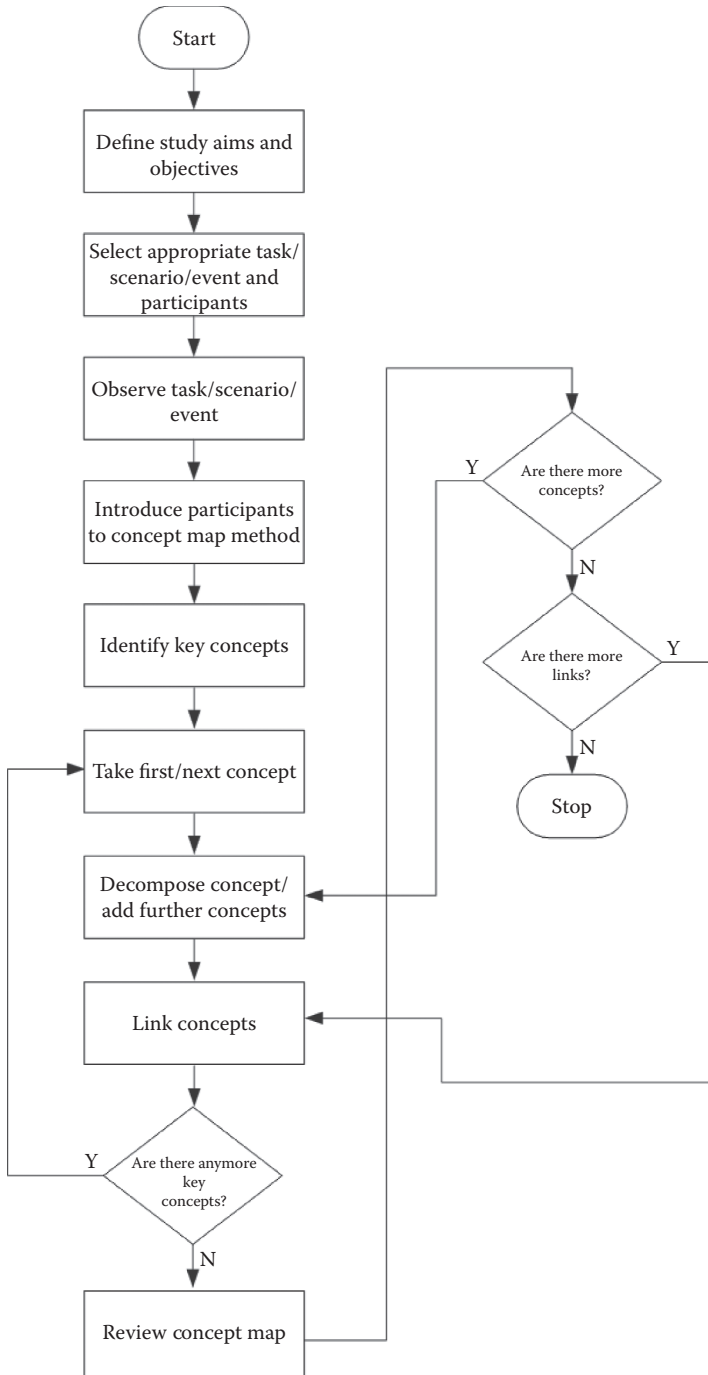 Start
Define study aims and
objectives
Select appropriate task/
scenario/event and
participants
Observe task/scenario/
event
Introduce participants
to concept map method
Identify key concepts
Take first/next concept
Decompose concept/
add further concepts
Link concepts
Y
Are there anymore
key
concepts?
N
Review concept map
Y
Are there more
concepts?
N
Are there more
links?
Y
N
Stop